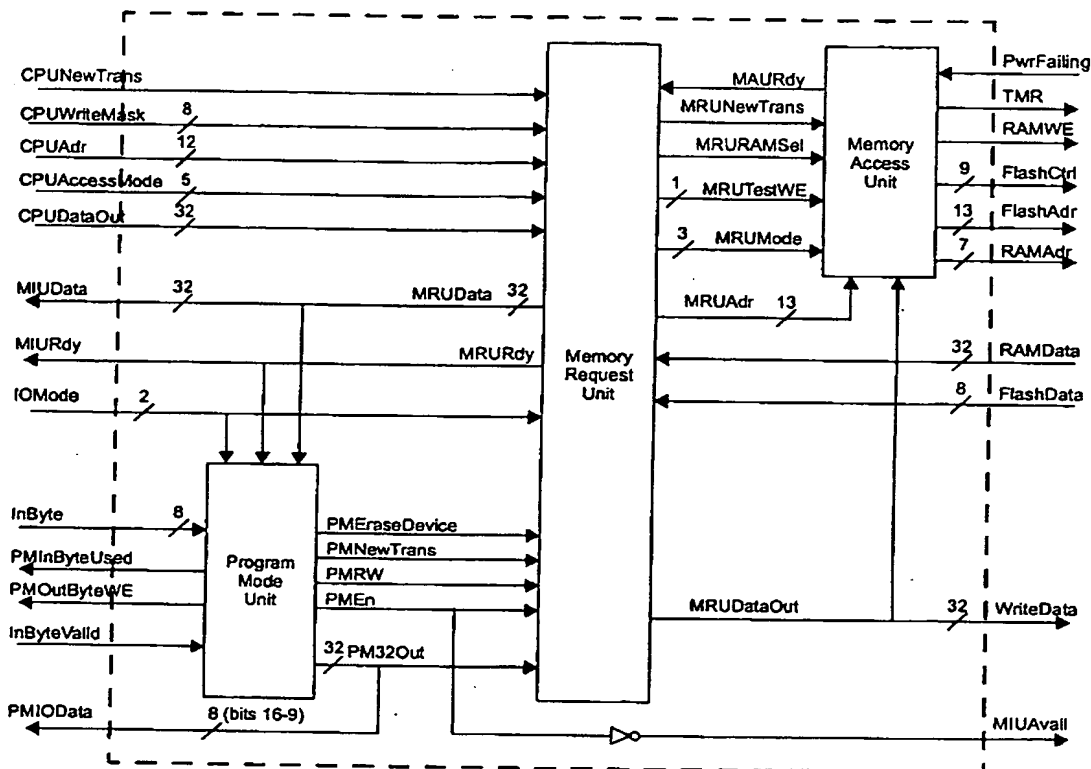 CPUNewTrans
CPUWriteMask 8
CPUAdr 12
CPUAccessMode 5
CPUDataOut 32
MIUData 32
MRUData 32
MIURdy
MRURdy
IOMode 2
InByte 8
PMInByteUsed
PMOutByteWE
InByteValid
PMIOData
8 (bits 16-9)
Program
Mode
Unit
PMEraseDevice
PMNewTrans
PMRW
PMEn
32 PM32Out
Memory
Request
Unit
MAURdy
MRUNewTrans
MRURAMSel
1 MRUTestWE
3 MRUMode
MRUAdr 13
MRUDataOut
Memory
Access
Unit
PwrFailing
TMR
RAMWE
9 FlashCtrl
13 FlashAdr
7 RAMAdr
32 RAMData
8 FlashData
32 WriteData
MIUAvail